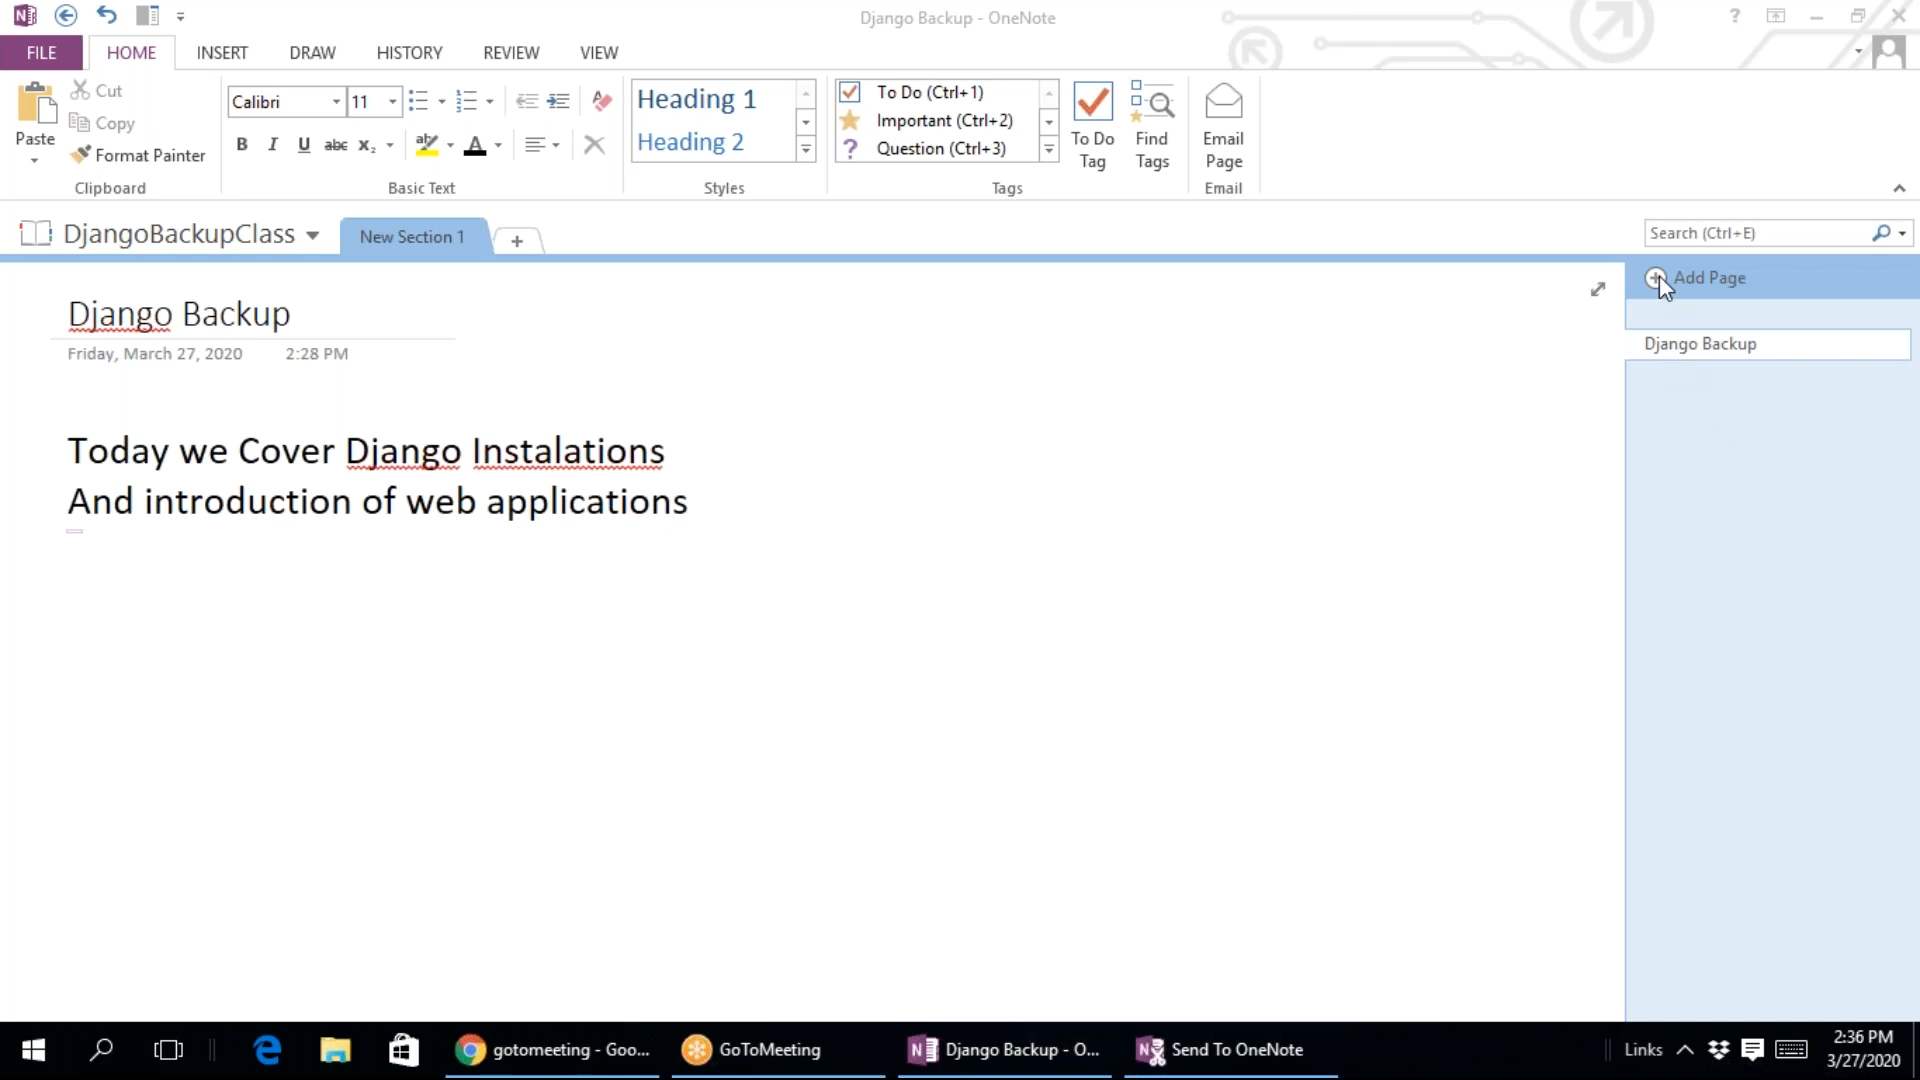 Django Backup - OneNote
FILE HOME INSERT DRAW HISTORY REVIEW VIEW
Paste
Cut
Copy
Format Painter
Clipboard
Calibri 11
B I U abc X₂ ab A
Basic Text
Heading 1
Heading 2
Styles
To Do (Ctrl+1)
Important (Ctrl+2)
Question (Ctrl+3)
Tags
To Do
Tag
Find
Tags
Email
Page
Email
DjangoBackupClass
New Section 1
Search (Ctrl+E)
Add Page
Django Backup
Django Backup
Friday, March 27, 2020 2:28 PM
Today we Cover Django Instalations
And introduction of web applications
gotomeeting - Goo...
GoToMeeting
Django Backup - O...
Send To OneNote
Links
2:36 PM
3/27/2020